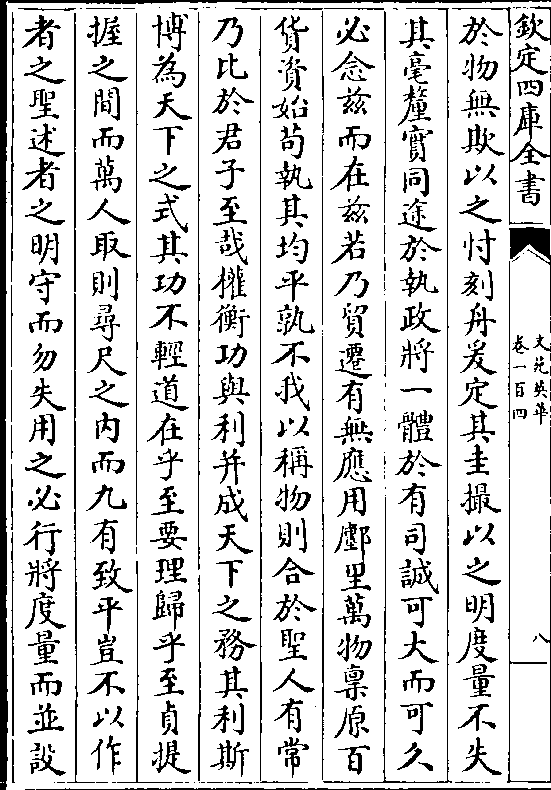 欽定四庫全書
文苑英華
卷一百四
八
於物無欺以之忖刻舟爰定其圭撮以之明度量不失
其毫釐實同途於執政將一體於有司誠可大而可久
必念兹而在兹若乃貿遷有無應用鄽里萬物稟原百
貨資始苟執其均平孰不我以稱物則合於聖人有常
乃比於君子至哉權衡功與利并成天下之務其利斯
博為天下之式其功不輕道在乎至要理歸乎至貞提
握之間而萬人取則尋尺之内而九有致平豈不以作
者之聖述者之明守而勿失用之必行將度量而並設